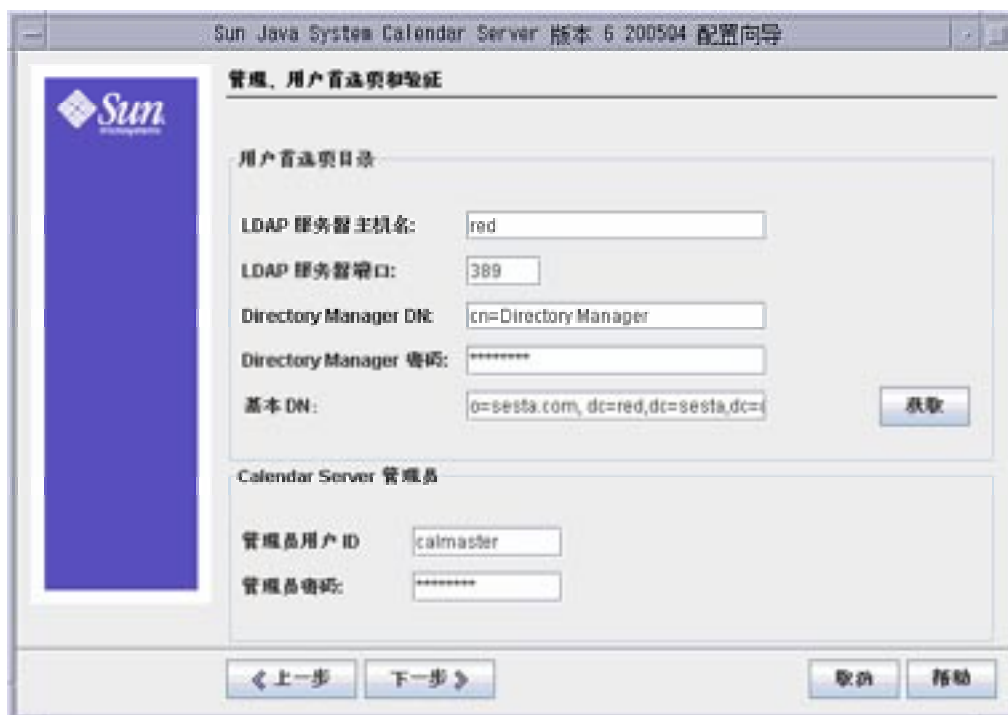 Sun Java System Calendar Server 版本 6 2005Q4 配置向导
Sun
microsystems
管理、用户首选项和验证
用户首选项目录
LDAP 服务器主机名: red
LDAP 服务器端口: 389
Directory Manager DN: cn=Directory Manager
Directory Manager 密码: ********
基本 DN: o=sesta.com, dc=red,dc=sesta,dc=
获取
Calendar Server 管理员
管理员用户 ID calmaster
管理员密码: ********
上一步 下一步 取消 帮助